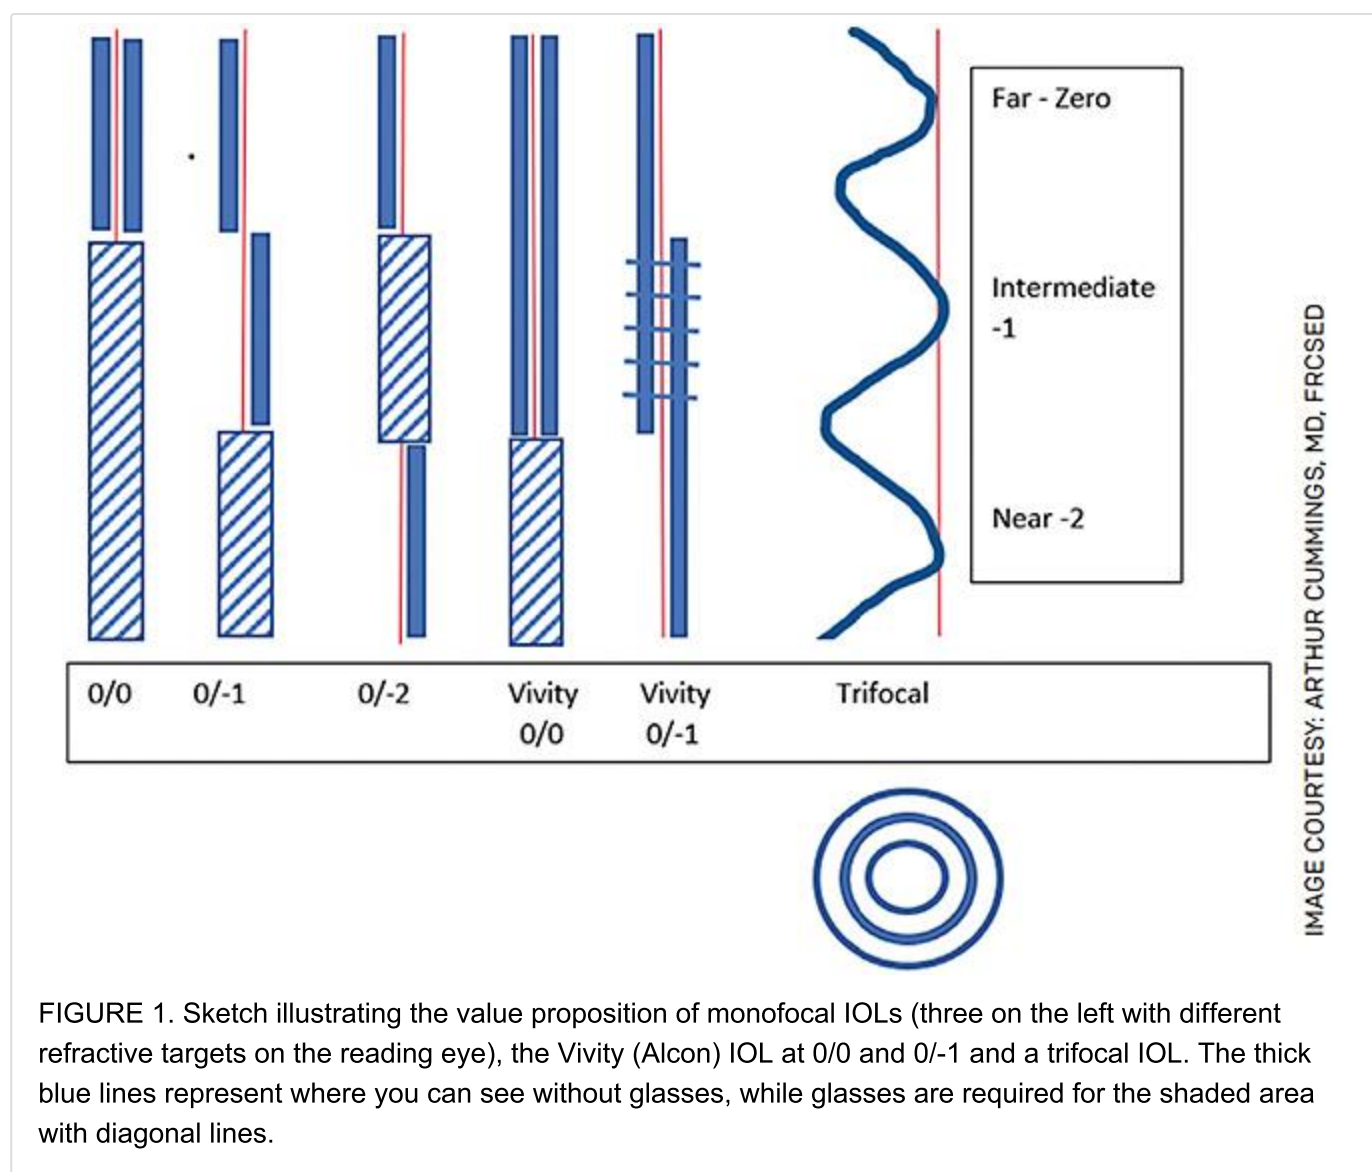 Far - Zero
Intermediate
-1
Near -2
0/0
0/-1
0/-2
Vivity
0/0
Vivity
0/-1
Trifocal
IMAGE COURTESY: ARTHUR CUMMINGS, MD, FRCSED
FIGURE 1. Sketch illustrating the value proposition of monofocal IOLs (three on the left with different
refractive targets on the reading eye), the Vivity (Alcon) IOL at 0/0 and 0/-1 and a trifocal IOL. The thick
blue lines represent where you can see without glasses, while glasses are required for the shaded area
with diagonal lines.